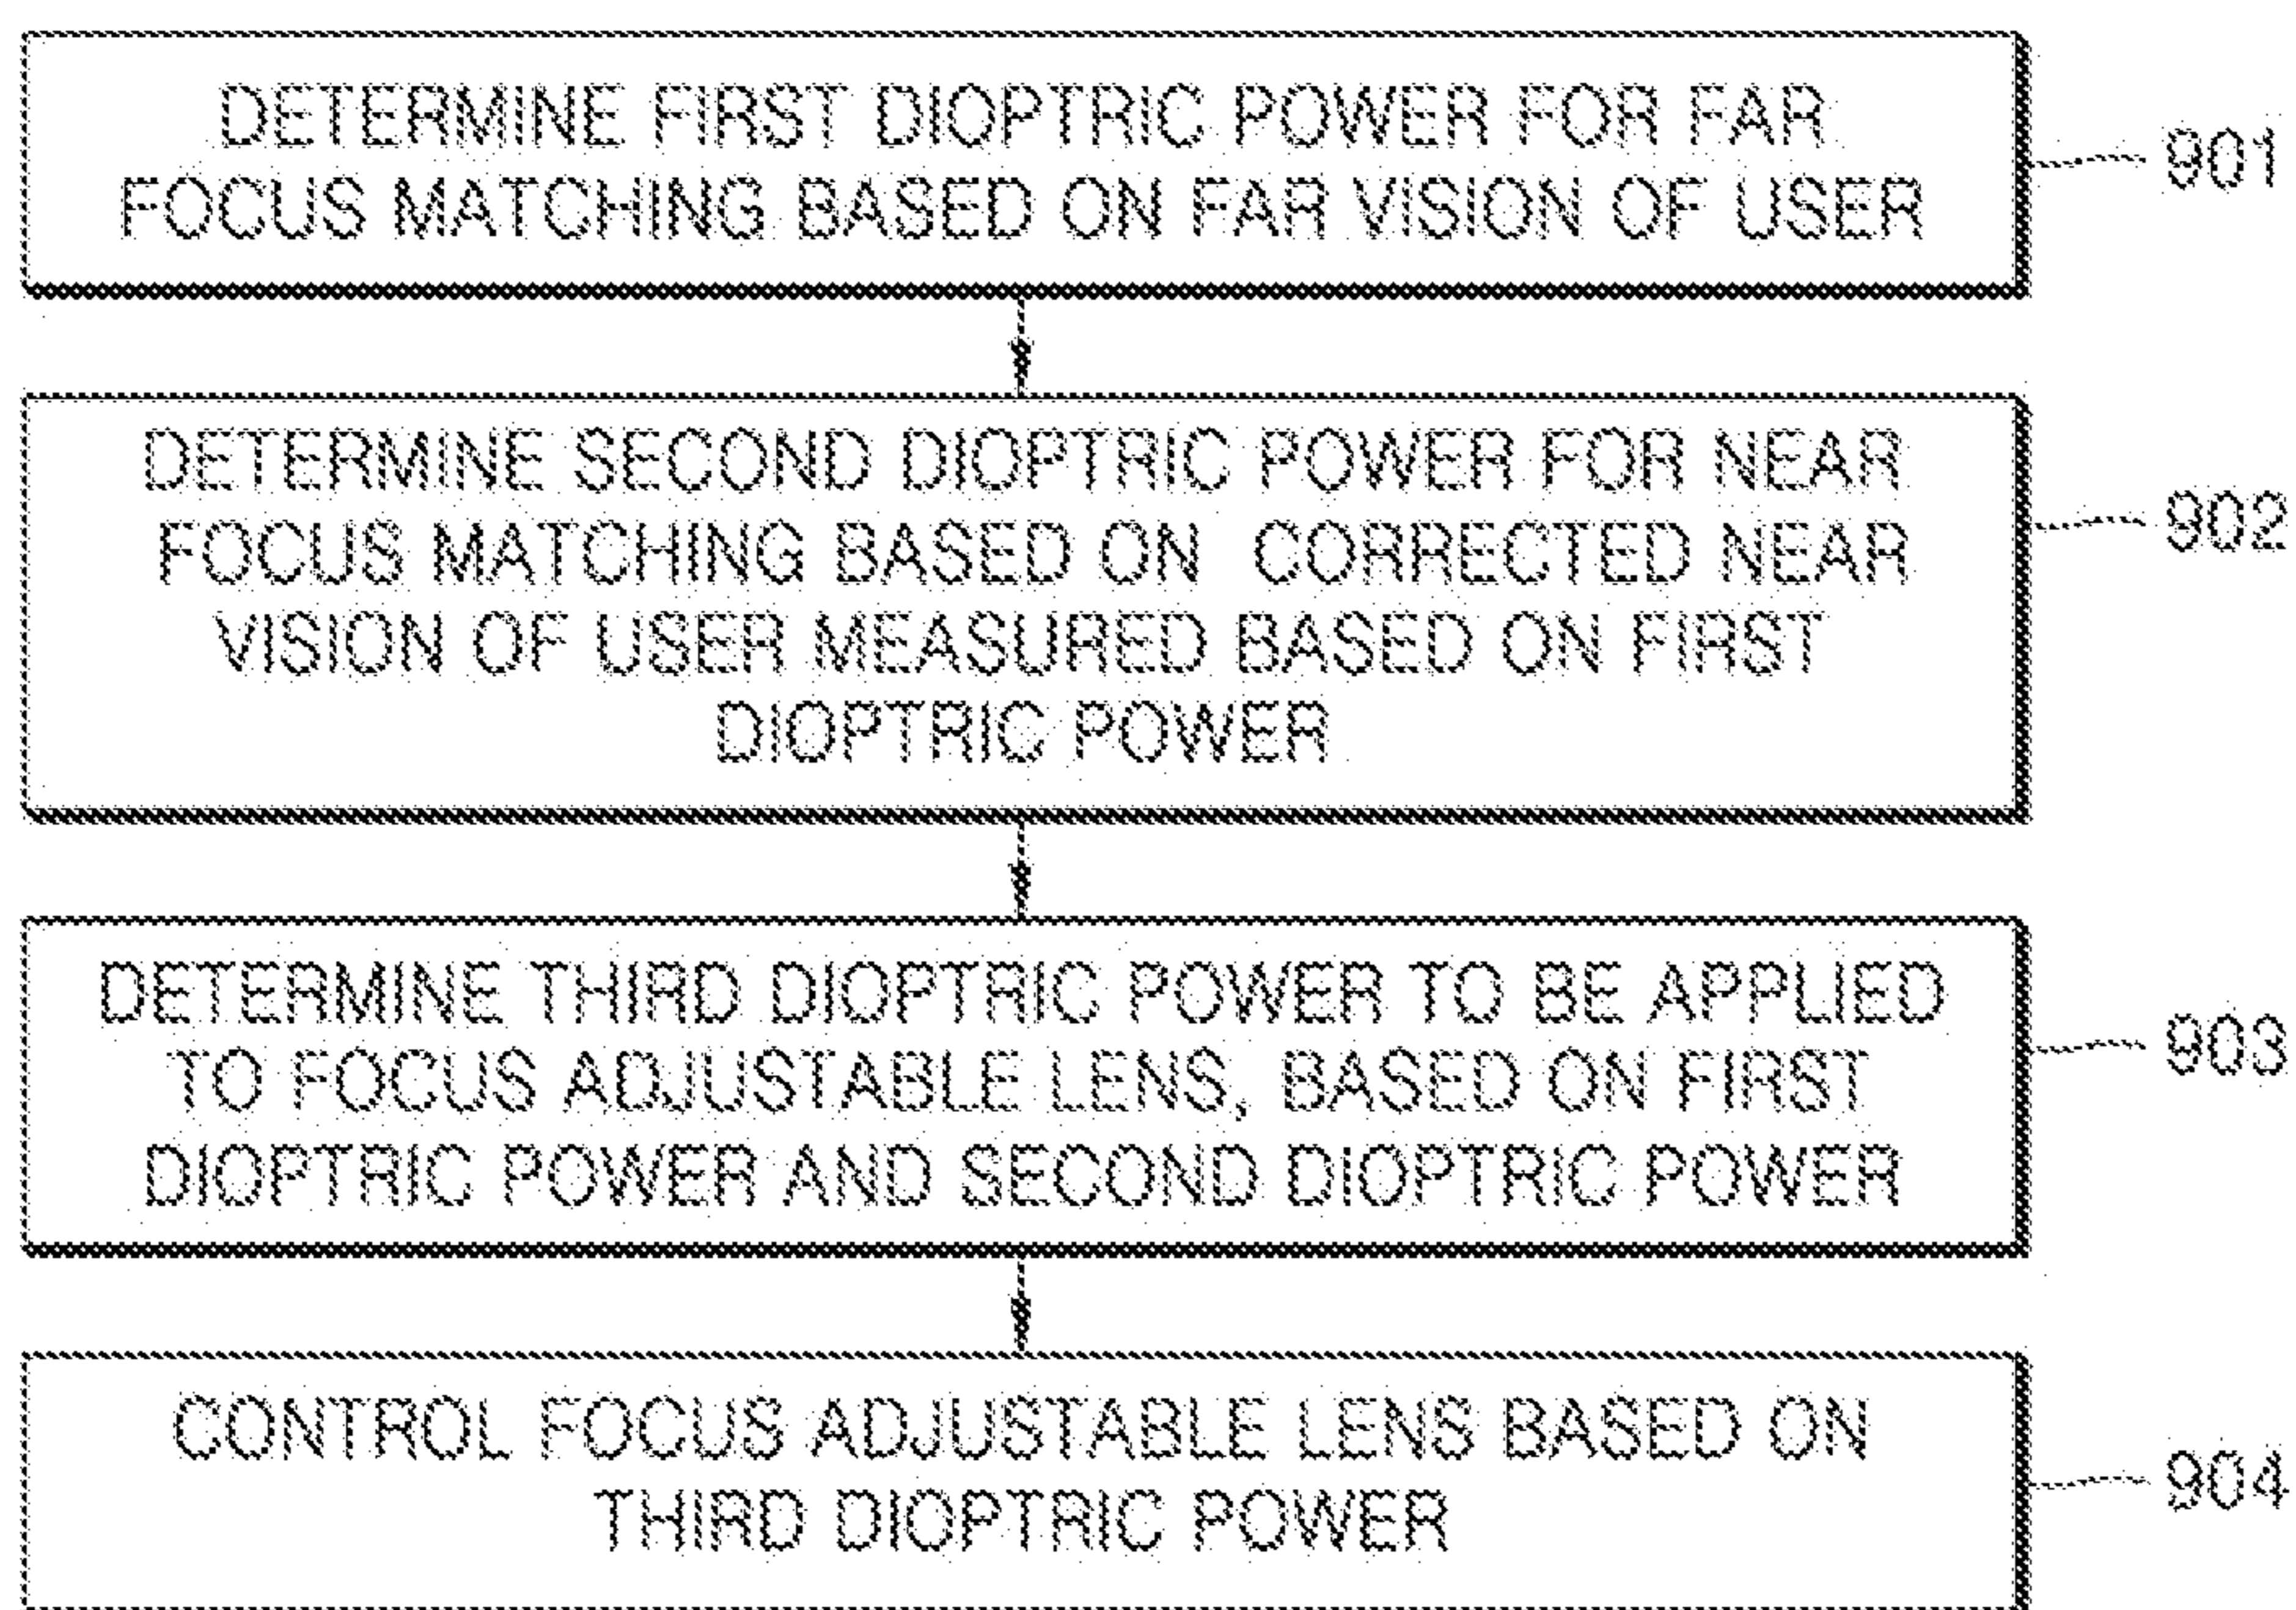 DETERMINE FIRST DIOPTRIC POWER FOR FAR
FOCUS MATCHING BASED ON FAR VISION OF USER
901
DETERMINE SECOND DIOPTRIC POWER FOR NEAR
FOCUS MATCHING BASED ON CORRECTED NEAR
VISION OF USER MEASURED BASED ON FIRST
DIOPTRIC POWER
902
DETERMINE THIRD DIOPTRIC POWER TO BE APPLIED
TO FOCUS ADJUSTABLE LENS, BASED ON FIRST
DIOPTRIC POWER AND SECOND DIOPTRIC POWER
903
CONTROL FOCUS ADJUSTABLE LENS BASED ON
THIRD DIOPTRIC POWER
904